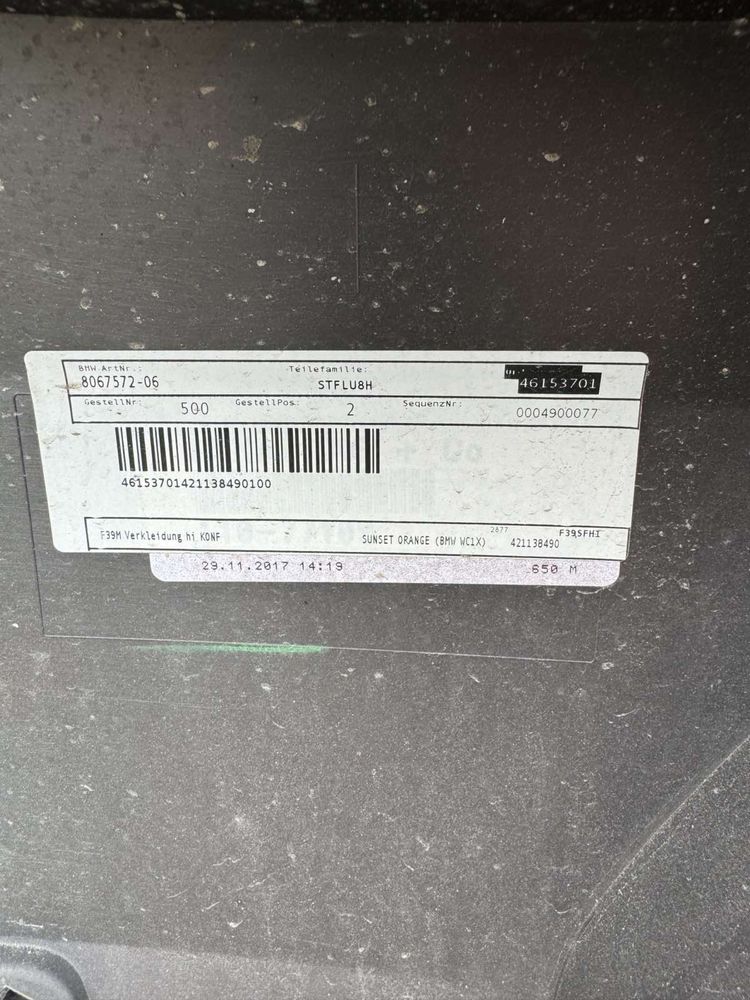 BMW.ArtNr.: Teilefamilie:
8067572-06 STFLU8H 46153701
GestellNr: 500 GestellPos: 2 SequenzNr: 0004900077
46153701421138490100
F39M Verkleidung hi KONF SUNSET ORANGE (BMW WC1X) 2877 421138490 F39SFHI
29.11.2017 14:19 650 M